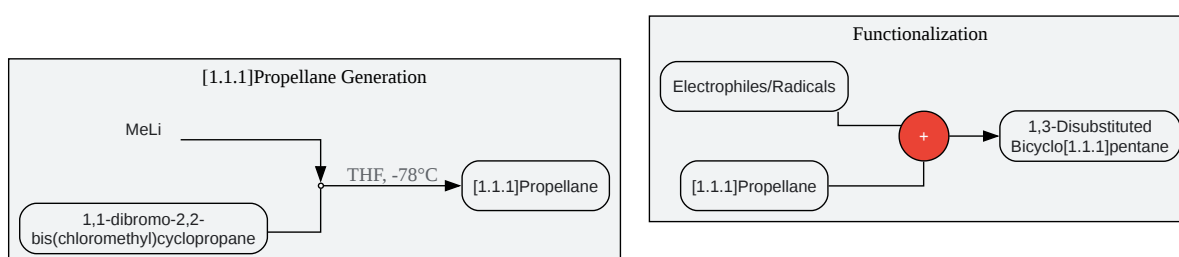 [1.1.1]Propellane Generation
MeLi
THF, -78°C
[1.1.1]Propellane
1,1-dibromo-2,2-
bis(chloromethyl)cyclopropane
Functionalization
Electrophiles/Radicals
+
1,3-Disubstituted
Bicyclo[1.1.1]pentane
[1.1.1]Propellane